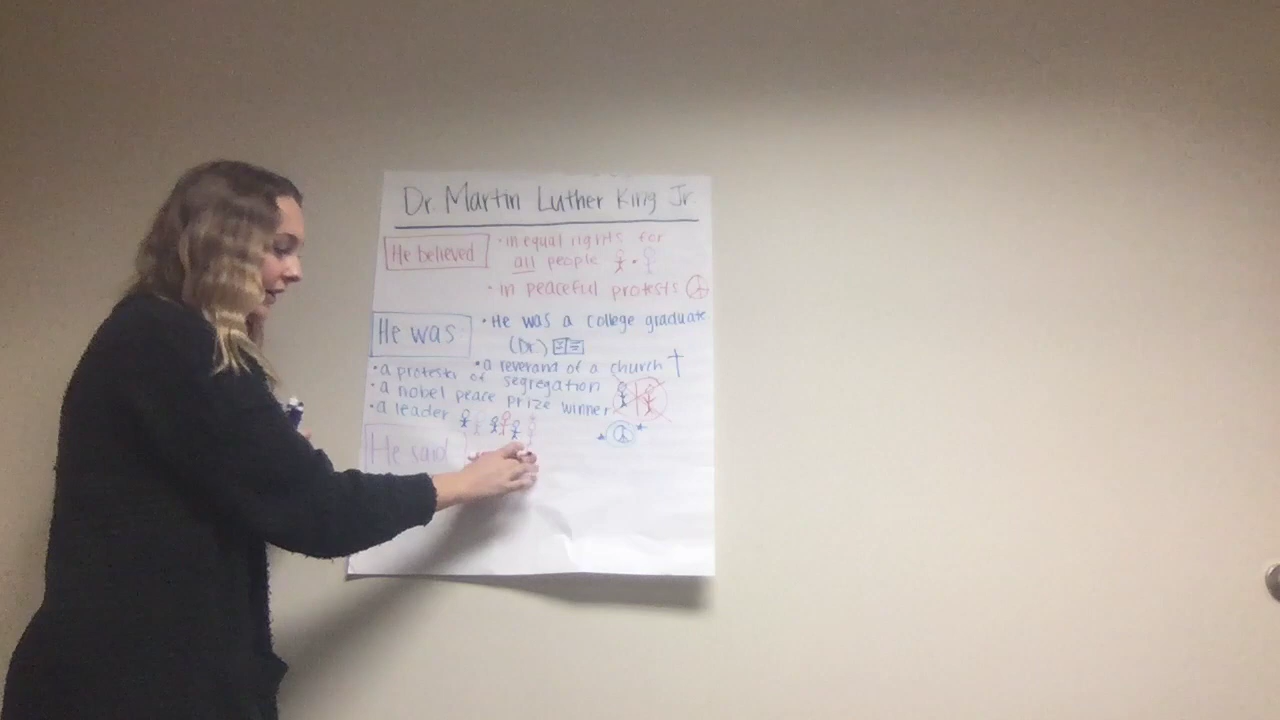 Dr. Martin Luther King Jr.
He believed
• in equal rights for
all people
• in peaceful protests
He was
• He was a college graduate
(Dr.)
• a reverand of a church
• a protestor of segregation
• a nobel peace prize winner
• a leader
He said